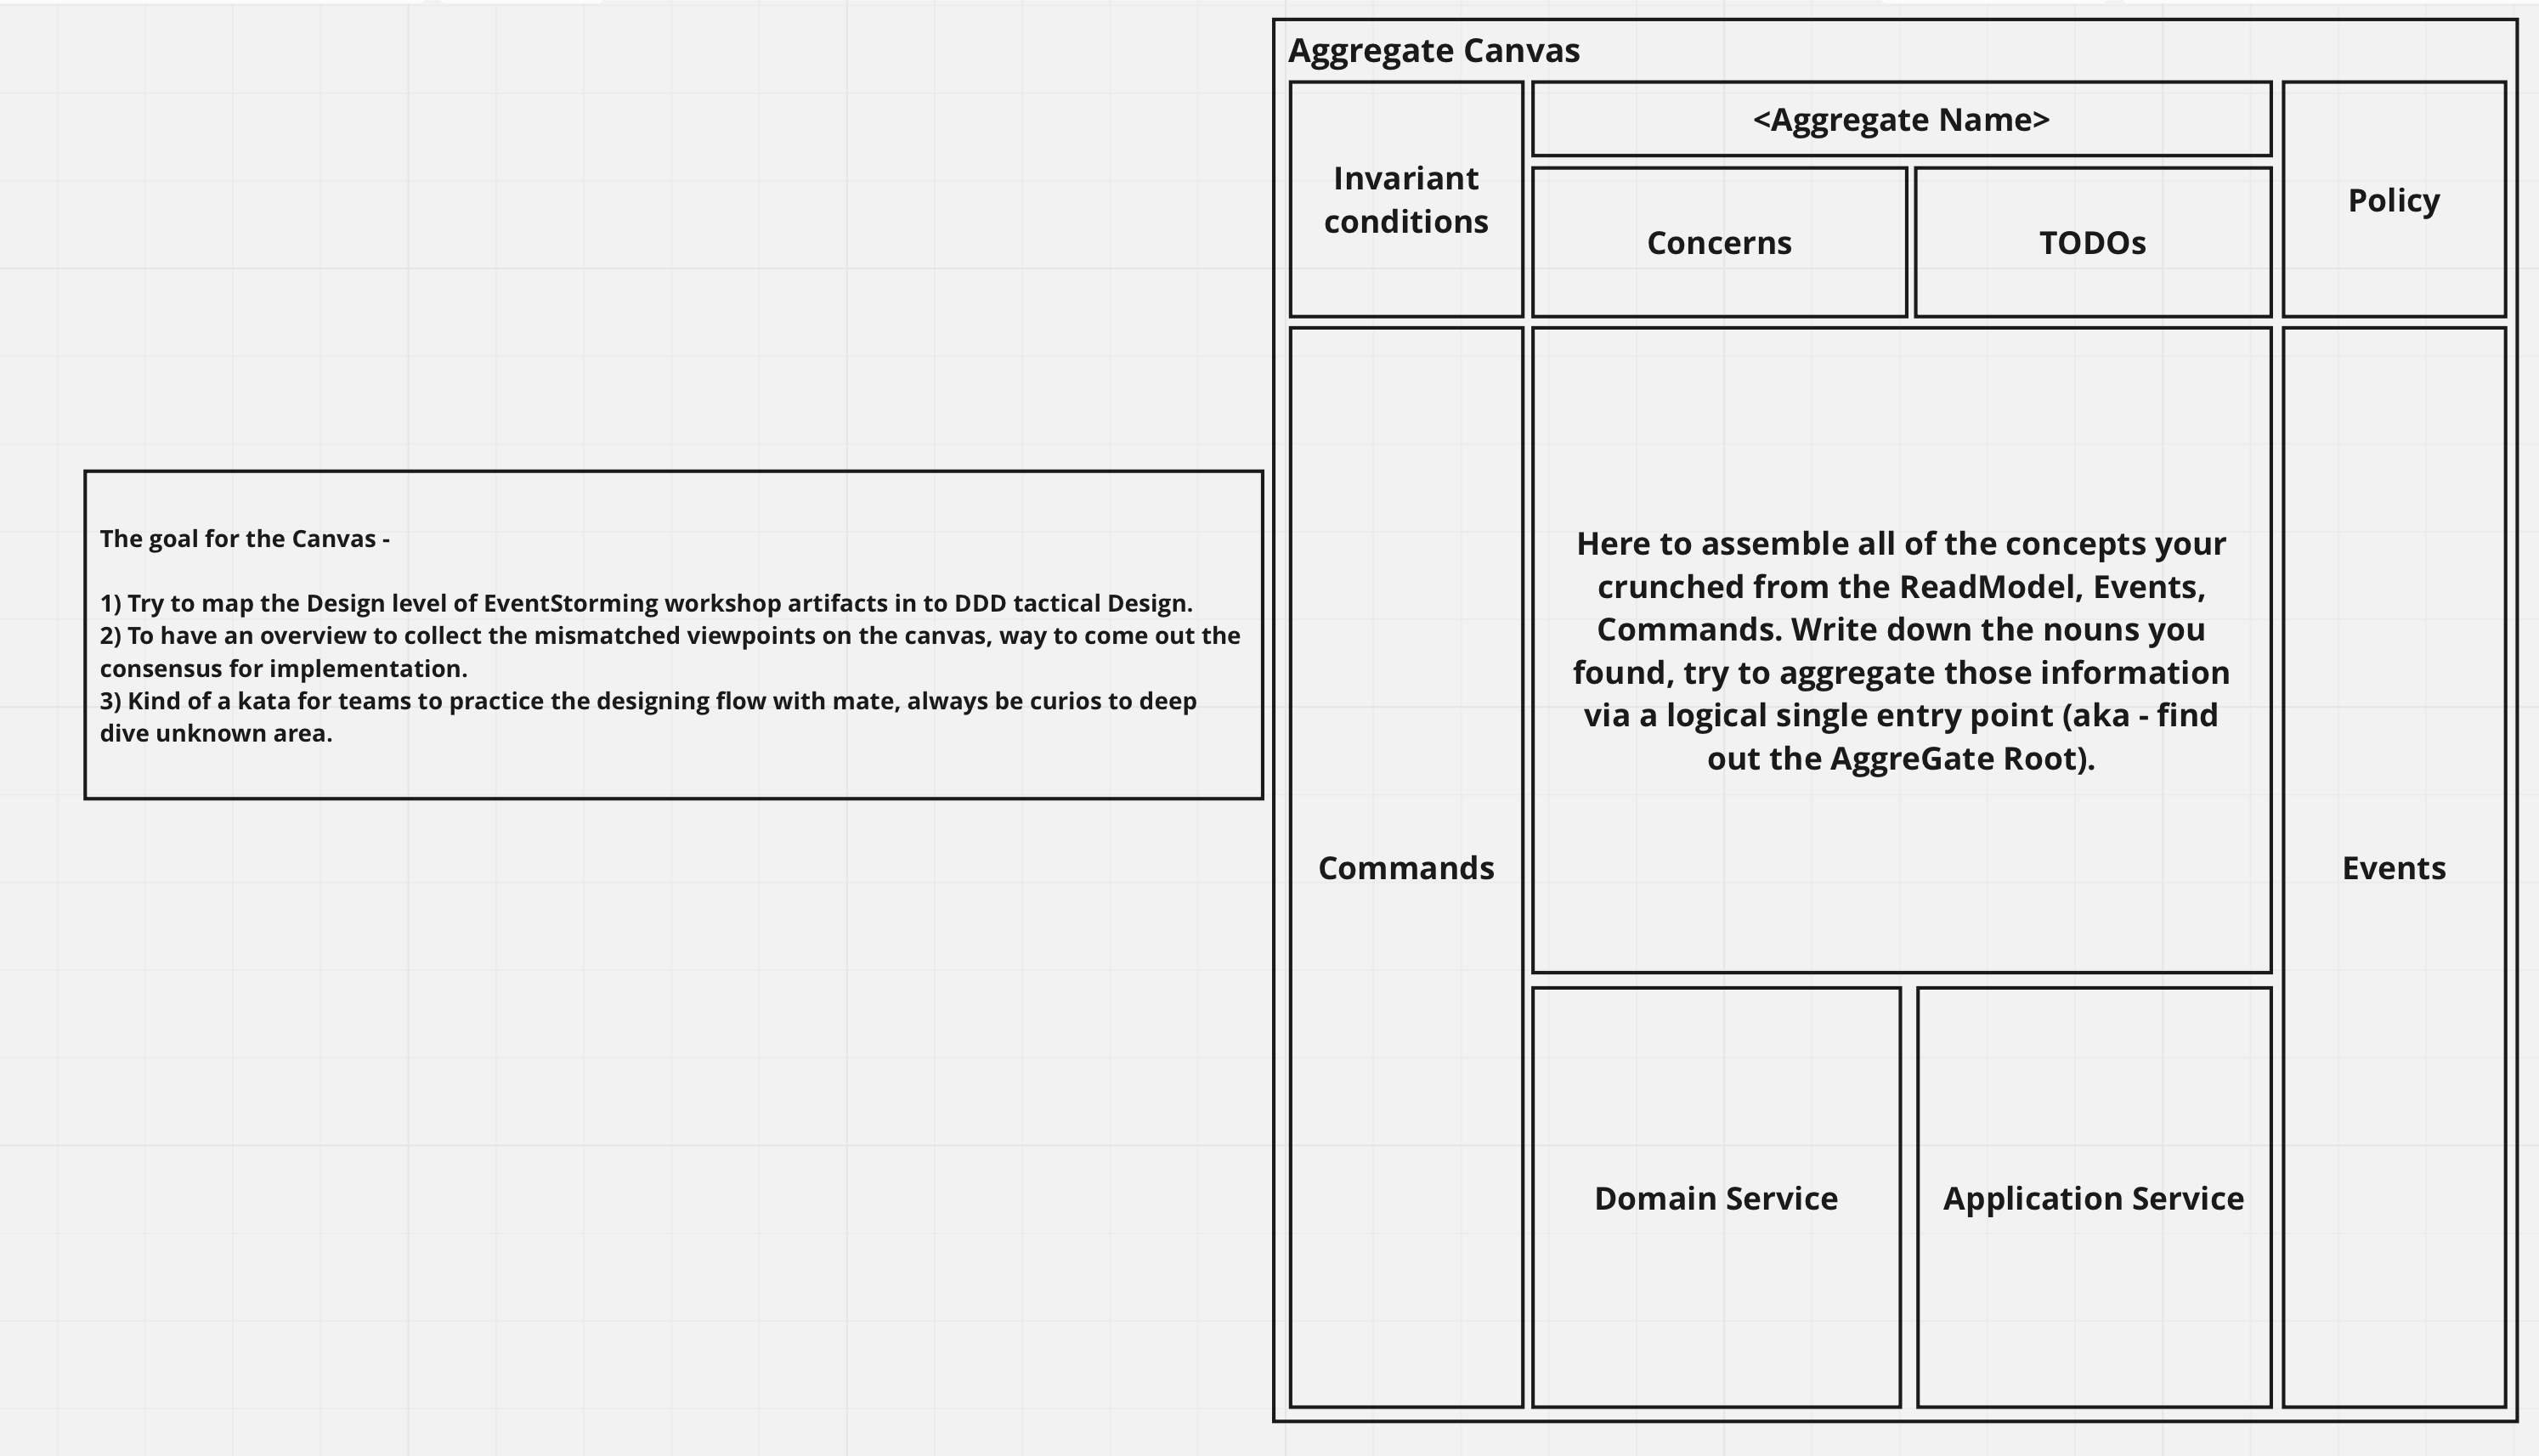 Aggregate Canvas
Invariant
conditions
<Aggregate Name>
Concerns
TODOs
Policy
The goal for the Canvas -
1) Try to map the Design level of EventStorming workshop artifacts in to DDD tactical Design.
2) To have an overview to collect the mismatched viewpoints on the canvas, way to come out the
consensus for implementation.
3) Kind of a kata for teams to practice the designing flow with mate, always be curios to deep
dive unknown area.
Commands
Here to assemble all of the concepts your
crunched from the ReadModel, Events,
Commands. Write down the nouns you
found, try to aggregate those information
via a logical single entry point (aka - find
out the AggreGate Root).
Events
Domain Service
Application Service